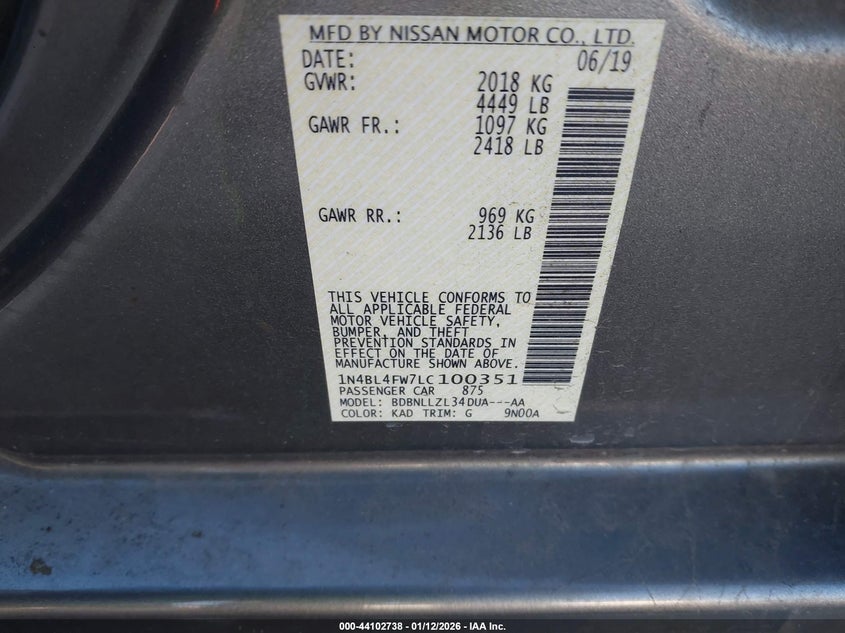 MFD BY NISSAN MOTOR CO., LTD.
DATE: 06/19
GVWR: 2018 KG
4449 LB
GAWR FR.: 1097 KG
2418 LB
GAWR RR.: 969 KG
2136 LB
THIS VEHICLE CONFORMS TO
ALL APPLICABLE FEDERAL
MOTOR VEHICLE SAFETY,
BUMPER, AND THEFT
PREVENTION STANDARDS IN
EFFECT ON THE DATE OF
MANUFACTURE SHOWN ABOVE.
1N4BL4FW7LC100351
PASSENGER CAR 875
MODEL: BDBNLLZL34DUA---AA
COLOR: KAD TRIM: G 9N00A
000-44102738 - 01/12/2026 - IAA Inc.